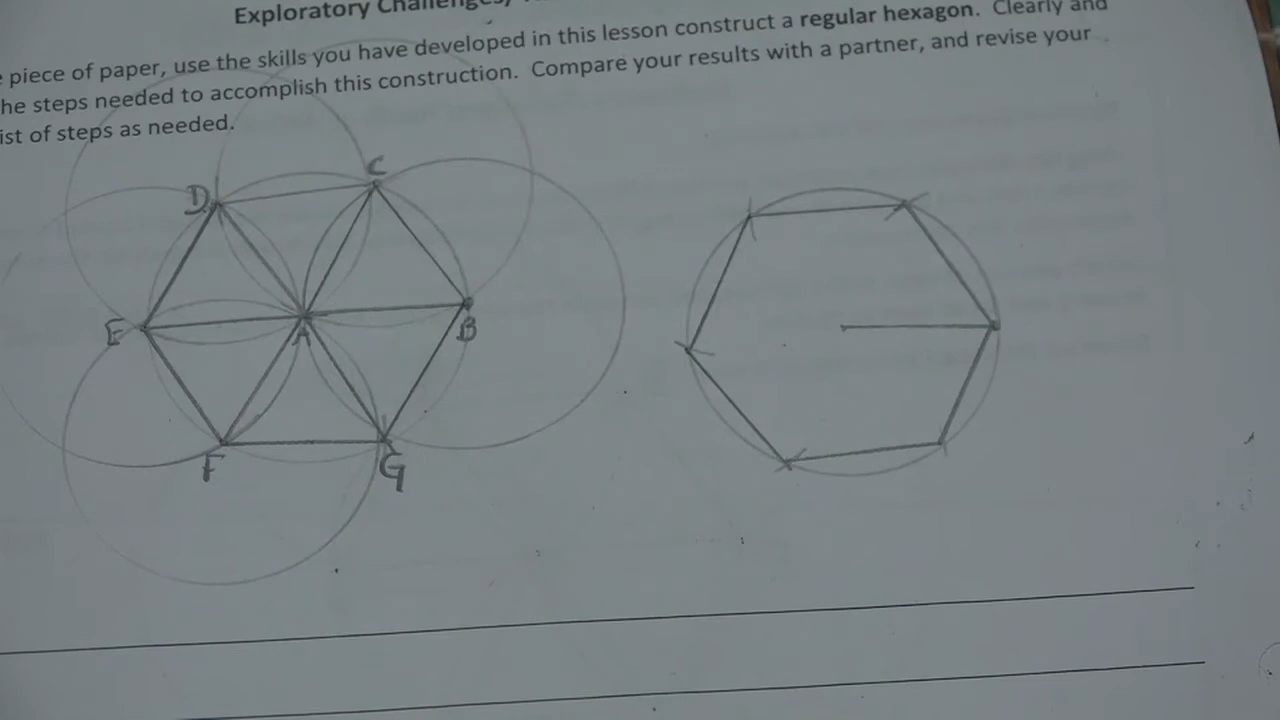 Exploratory
piece of paper, use the skills you have developed in this lesson construct a regular hexagon. Clearly and
he steps needed to accomplish this construction. Compare your results with a partner, and revise your
ist of steps as needed.
C
D
E
A
B
F
G